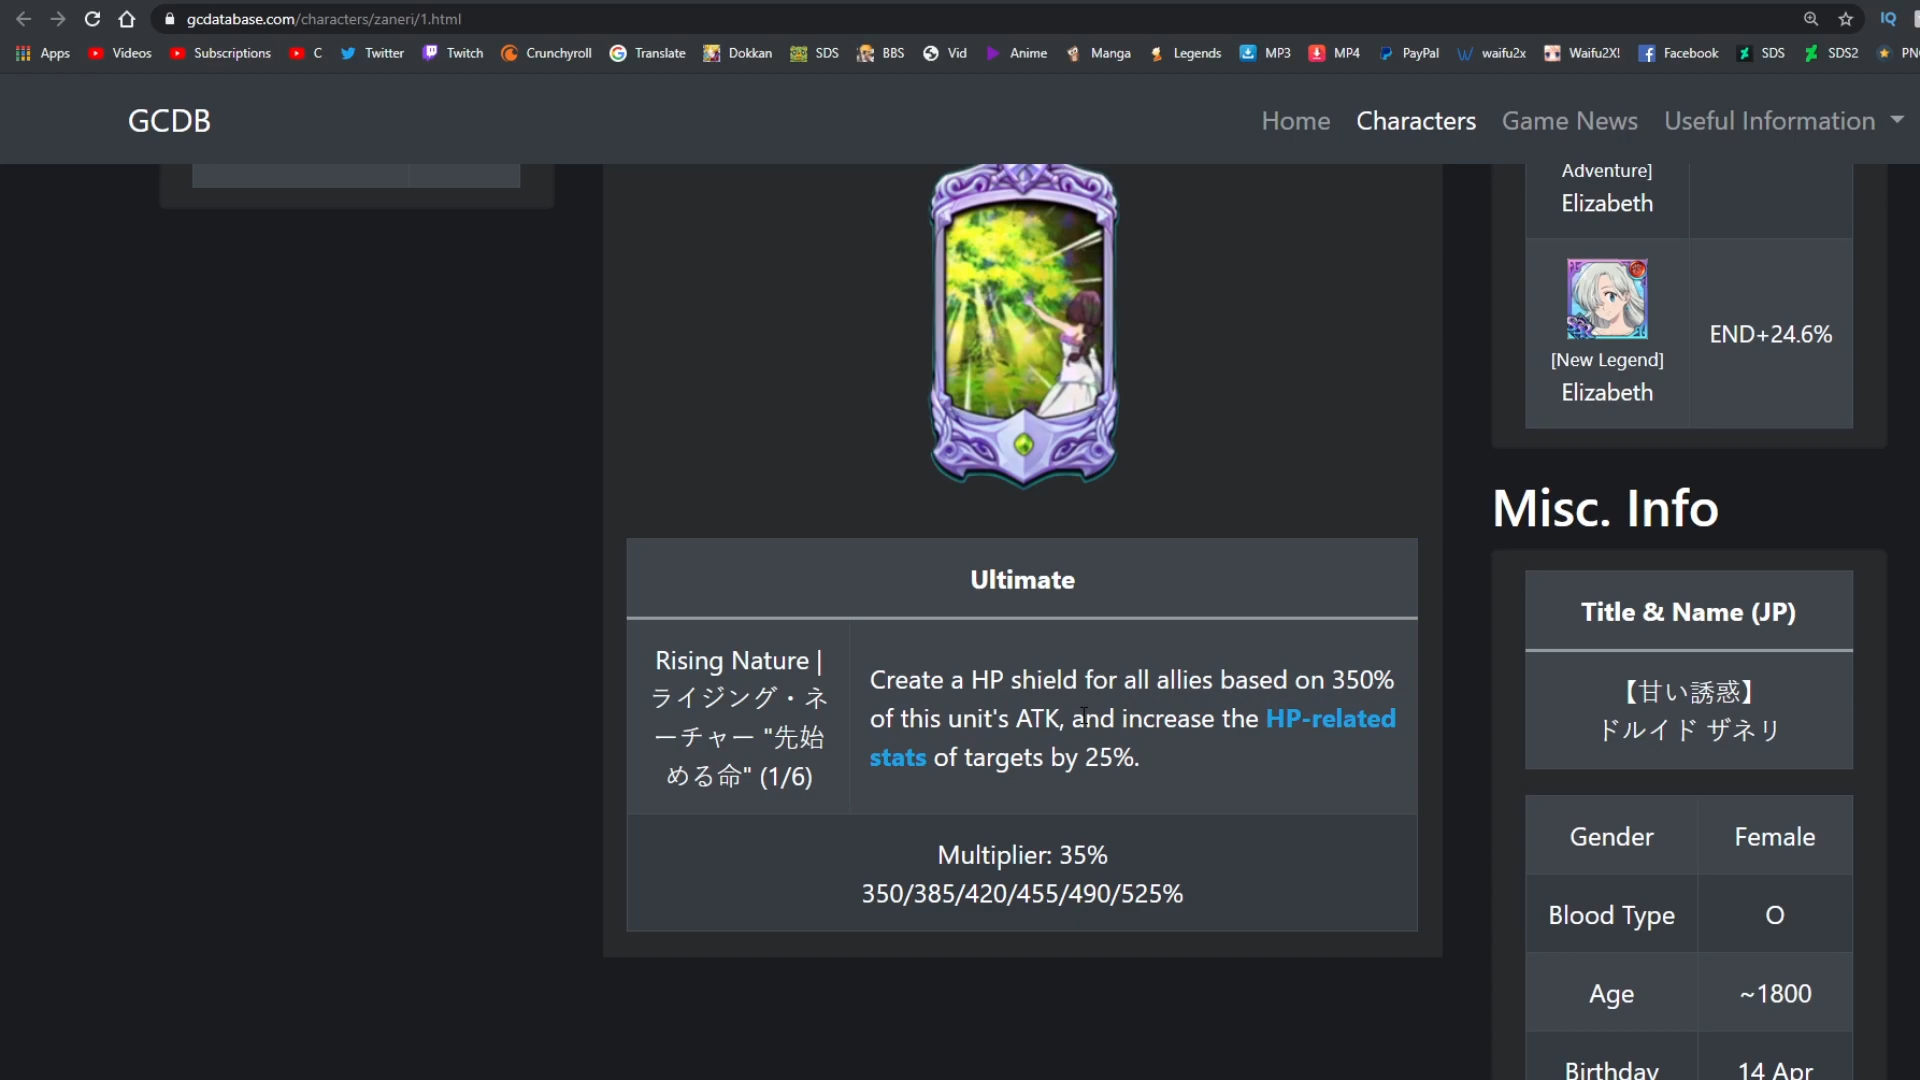 gcdatabase.com/characters/zaneri/1.html
IQ
Apps Videos Subscriptions C Twitter Twitch Crunchyroll Translate Dokkan SDS BBS Vid Anime Manga Legends MP3 MP4 PayPal waifu2x Waifu2X! Facebook SDS SDS2 PN
GCDB
Home Characters Game News Useful Information
Adventure]
Elizabeth
[New Legend]
Elizabeth
END+24.6%
Ultimate
Rising Nature |
ライジング・ネ
ーチャー "先始
める命" (1/6)
Create a HP shield for all allies based on 350%
of this unit's ATK, and increase the HP-related
stats of targets by 25%.
Multiplier: 35%
350/385/420/455/490/525%
Misc. Info
Title & Name (JP)
【甘い誘惑】
ドルイド ザネリ
Gender Female
Blood Type O
Age ~1800
Birthday 14 Apr